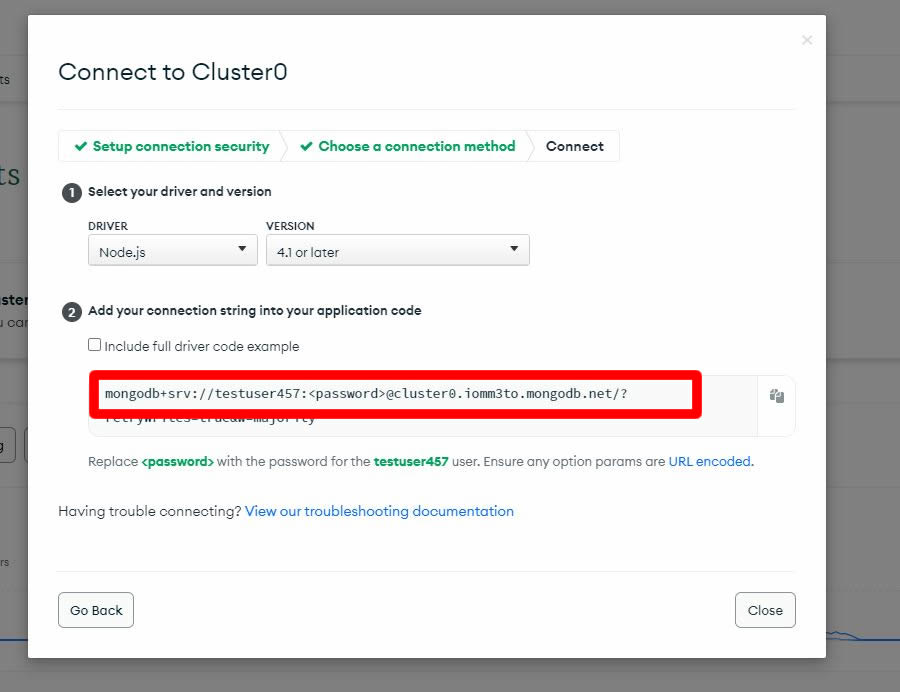 ×
Connect to Cluster0
✔ Setup connection security
✔ Choose a connection method
Connect
1 Select your driver and version
DRIVER
VERSION
Node.js
4.1 or later
2 Add your connection string into your application code
Include full driver code example
mongodb+srv://testuser457:<password>@cluster0.iomm3to.mongodb.net/?
retryWrites=true&w=majority
Replace <password> with the password for the testuser457 user. Ensure any option params are URL encoded.
Having trouble connecting? View our troubleshooting documentation
Go Back
Close